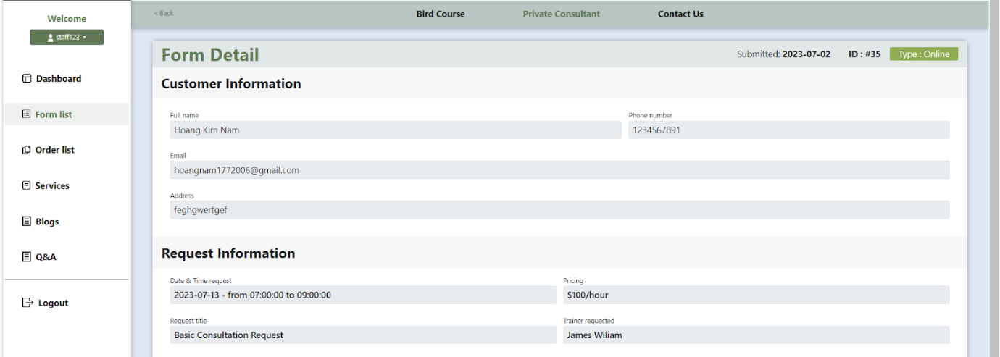 Welcome
staff123
Dashboard
Form list
Order list
Services
Blogs
Q&A
Logout
< Back
Bird Course
Private Consultant
Contact Us
Form Detail
Submitted: 2023-07-02
ID : #35
Type : Online
Customer Information
Full name
Phone number
Hoang Kim Nam
1234567891
Email
hoangnam1772006@gmail.com
Address
feghgwertgef
Request Information
Date & Time request
Pricing
2023-07-13 - from 07:00:00 to 09:00:00
$100/hour
Request title
Trainer requested
Basic Consultation Request
James Wiliam